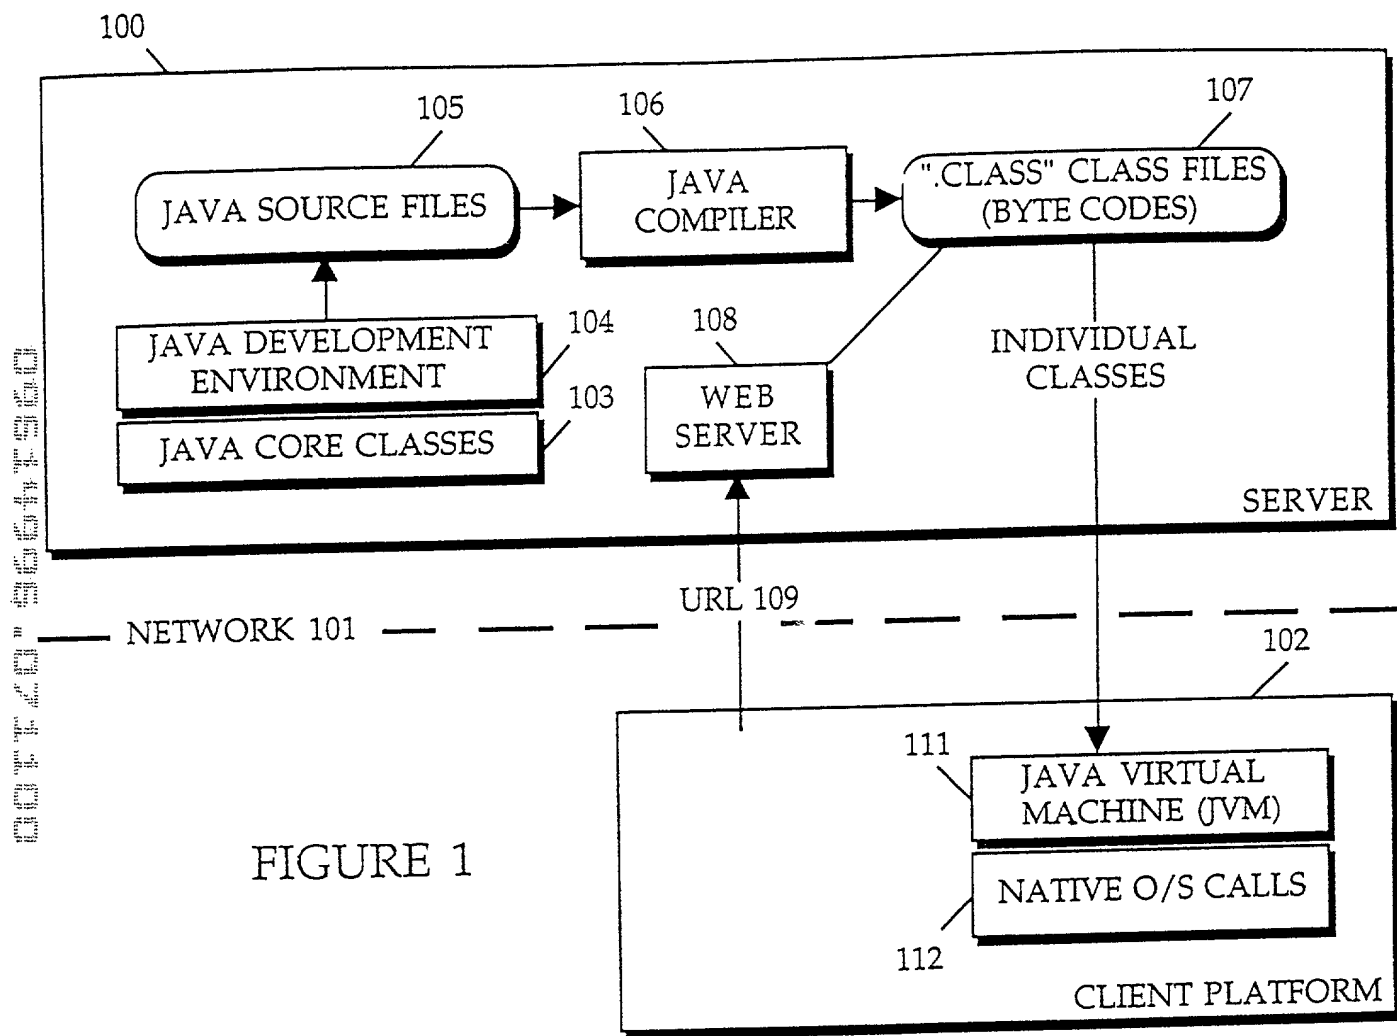 100
105
106
107
JAVA SOURCE FILES
JAVA
COMPILER
".CLASS" CLASS FILES
(BYTE CODES)
JAVA DEVELOPMENT
ENVIRONMENT
104
JAVA CORE CLASSES
103
108
WEB
SERVER
INDIVIDUAL
CLASSES
SERVER
URL 109
NETWORK 101
102
111
JAVA VIRTUAL
MACHINE (JVM)
NATIVE O/S CALLS
112
CLIENT PLATFORM
FIGURE 1